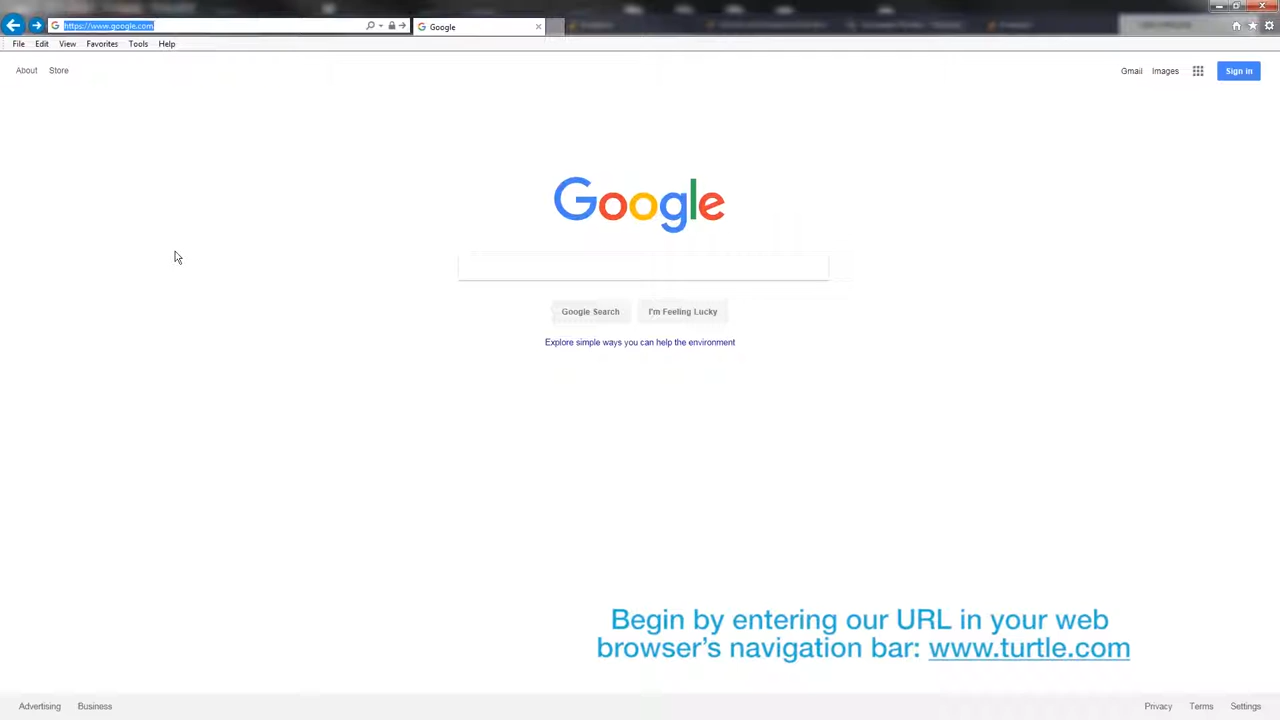 https://www.google.com
Google
File Edit View Favorites Tools Help
About Store
Gmail Images Sign in
Google
Google Search I'm Feeling Lucky
Explore simple ways you can help the environment
Begin by entering our URL in your web
browser's navigation bar: www.turtle.com
Advertising Business
Privacy Terms Settings